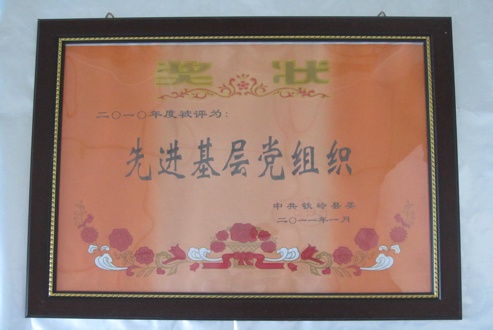 奖状
二〇一〇年度被评为:
先进基层党组织
中共铁岭县委
二〇一一年一月